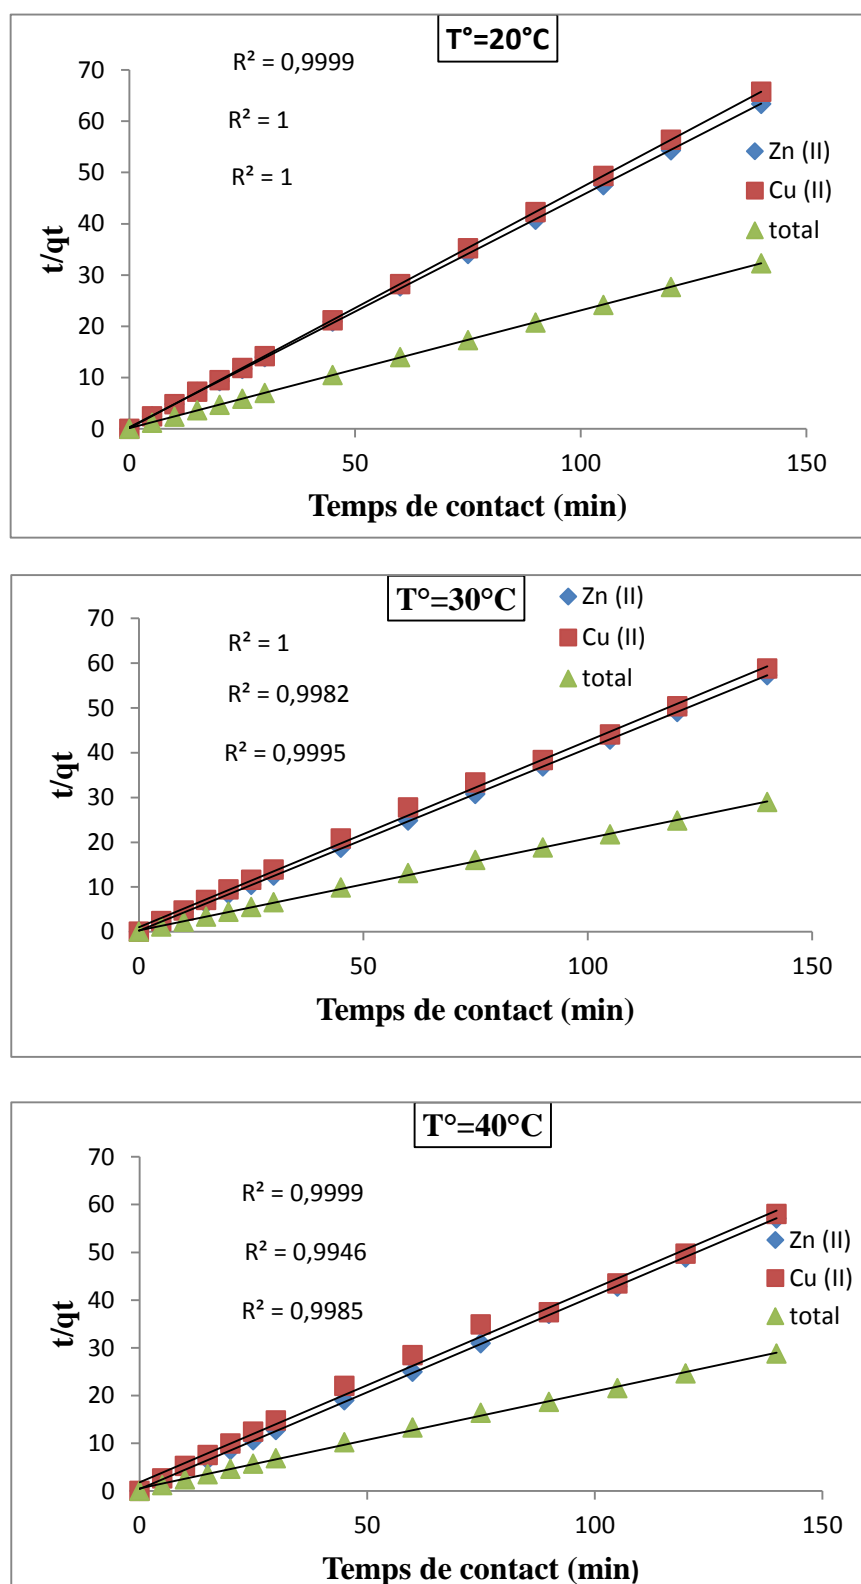 T°=20°C
R² = 0,9999
R² = 1
R² = 1
70
60
50
40
30
20
10
0
t/qt
Zn (II)
Cu (II)
total
0 50 100 150
Temps de contact (min)
T°=30°C
Zn (II)
Cu (II)
total
R² = 1
R² = 0,9982
R² = 0,9995
70
60
50
40
30
20
10
0
t/qt
0 50 100 150
Temps de contact (min)
T°=40°C
R² = 0,9999
R² = 0,9946
R² = 0,9985
70
60
50
40
30
20
10
0
t/qt
Zn (II)
Cu (II)
total
0 50 100 150
Temps de contact (min)